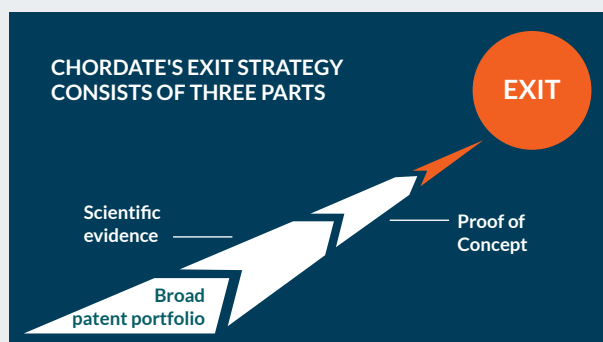 CHORDATE'S EXIT STRATEGY
CONSISTS OF THREE PARTS
EXIT
Scientific
evidence
Proof of
Concept
Broad
patent portfolio